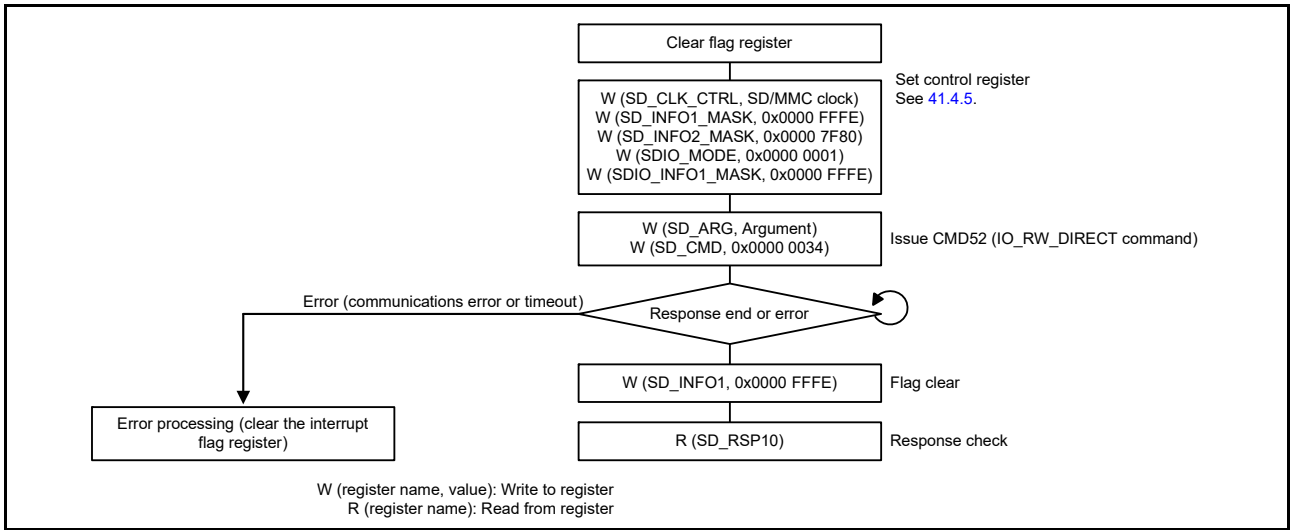 Clear flag register
W (SD_CLK_CTRL, SD/MMC clock)
W (SD_INFO1_MASK, 0x0000 FFFE)
W (SD_INFO2_MASK, 0x0000 7F80)
W (SDIO_MODE, 0x0000 0001)
W (SDIO_INFO1_MASK, 0x0000 FFFE)
Set control register
See 41.4.5.
W (SD_ARG, Argument)
W (SD_CMD, 0x0000 0034)
Issue CMD52 (IO_RW_DIRECT command)
Error (communications error or timeout)
Response end or error
W (SD_INFO1, 0x0000 FFFE)
Flag clear
Error processing (clear the interrupt
flag register)
R (SD_RSP10)
Response check
W (register name, value): Write to register
R (register name): Read from register